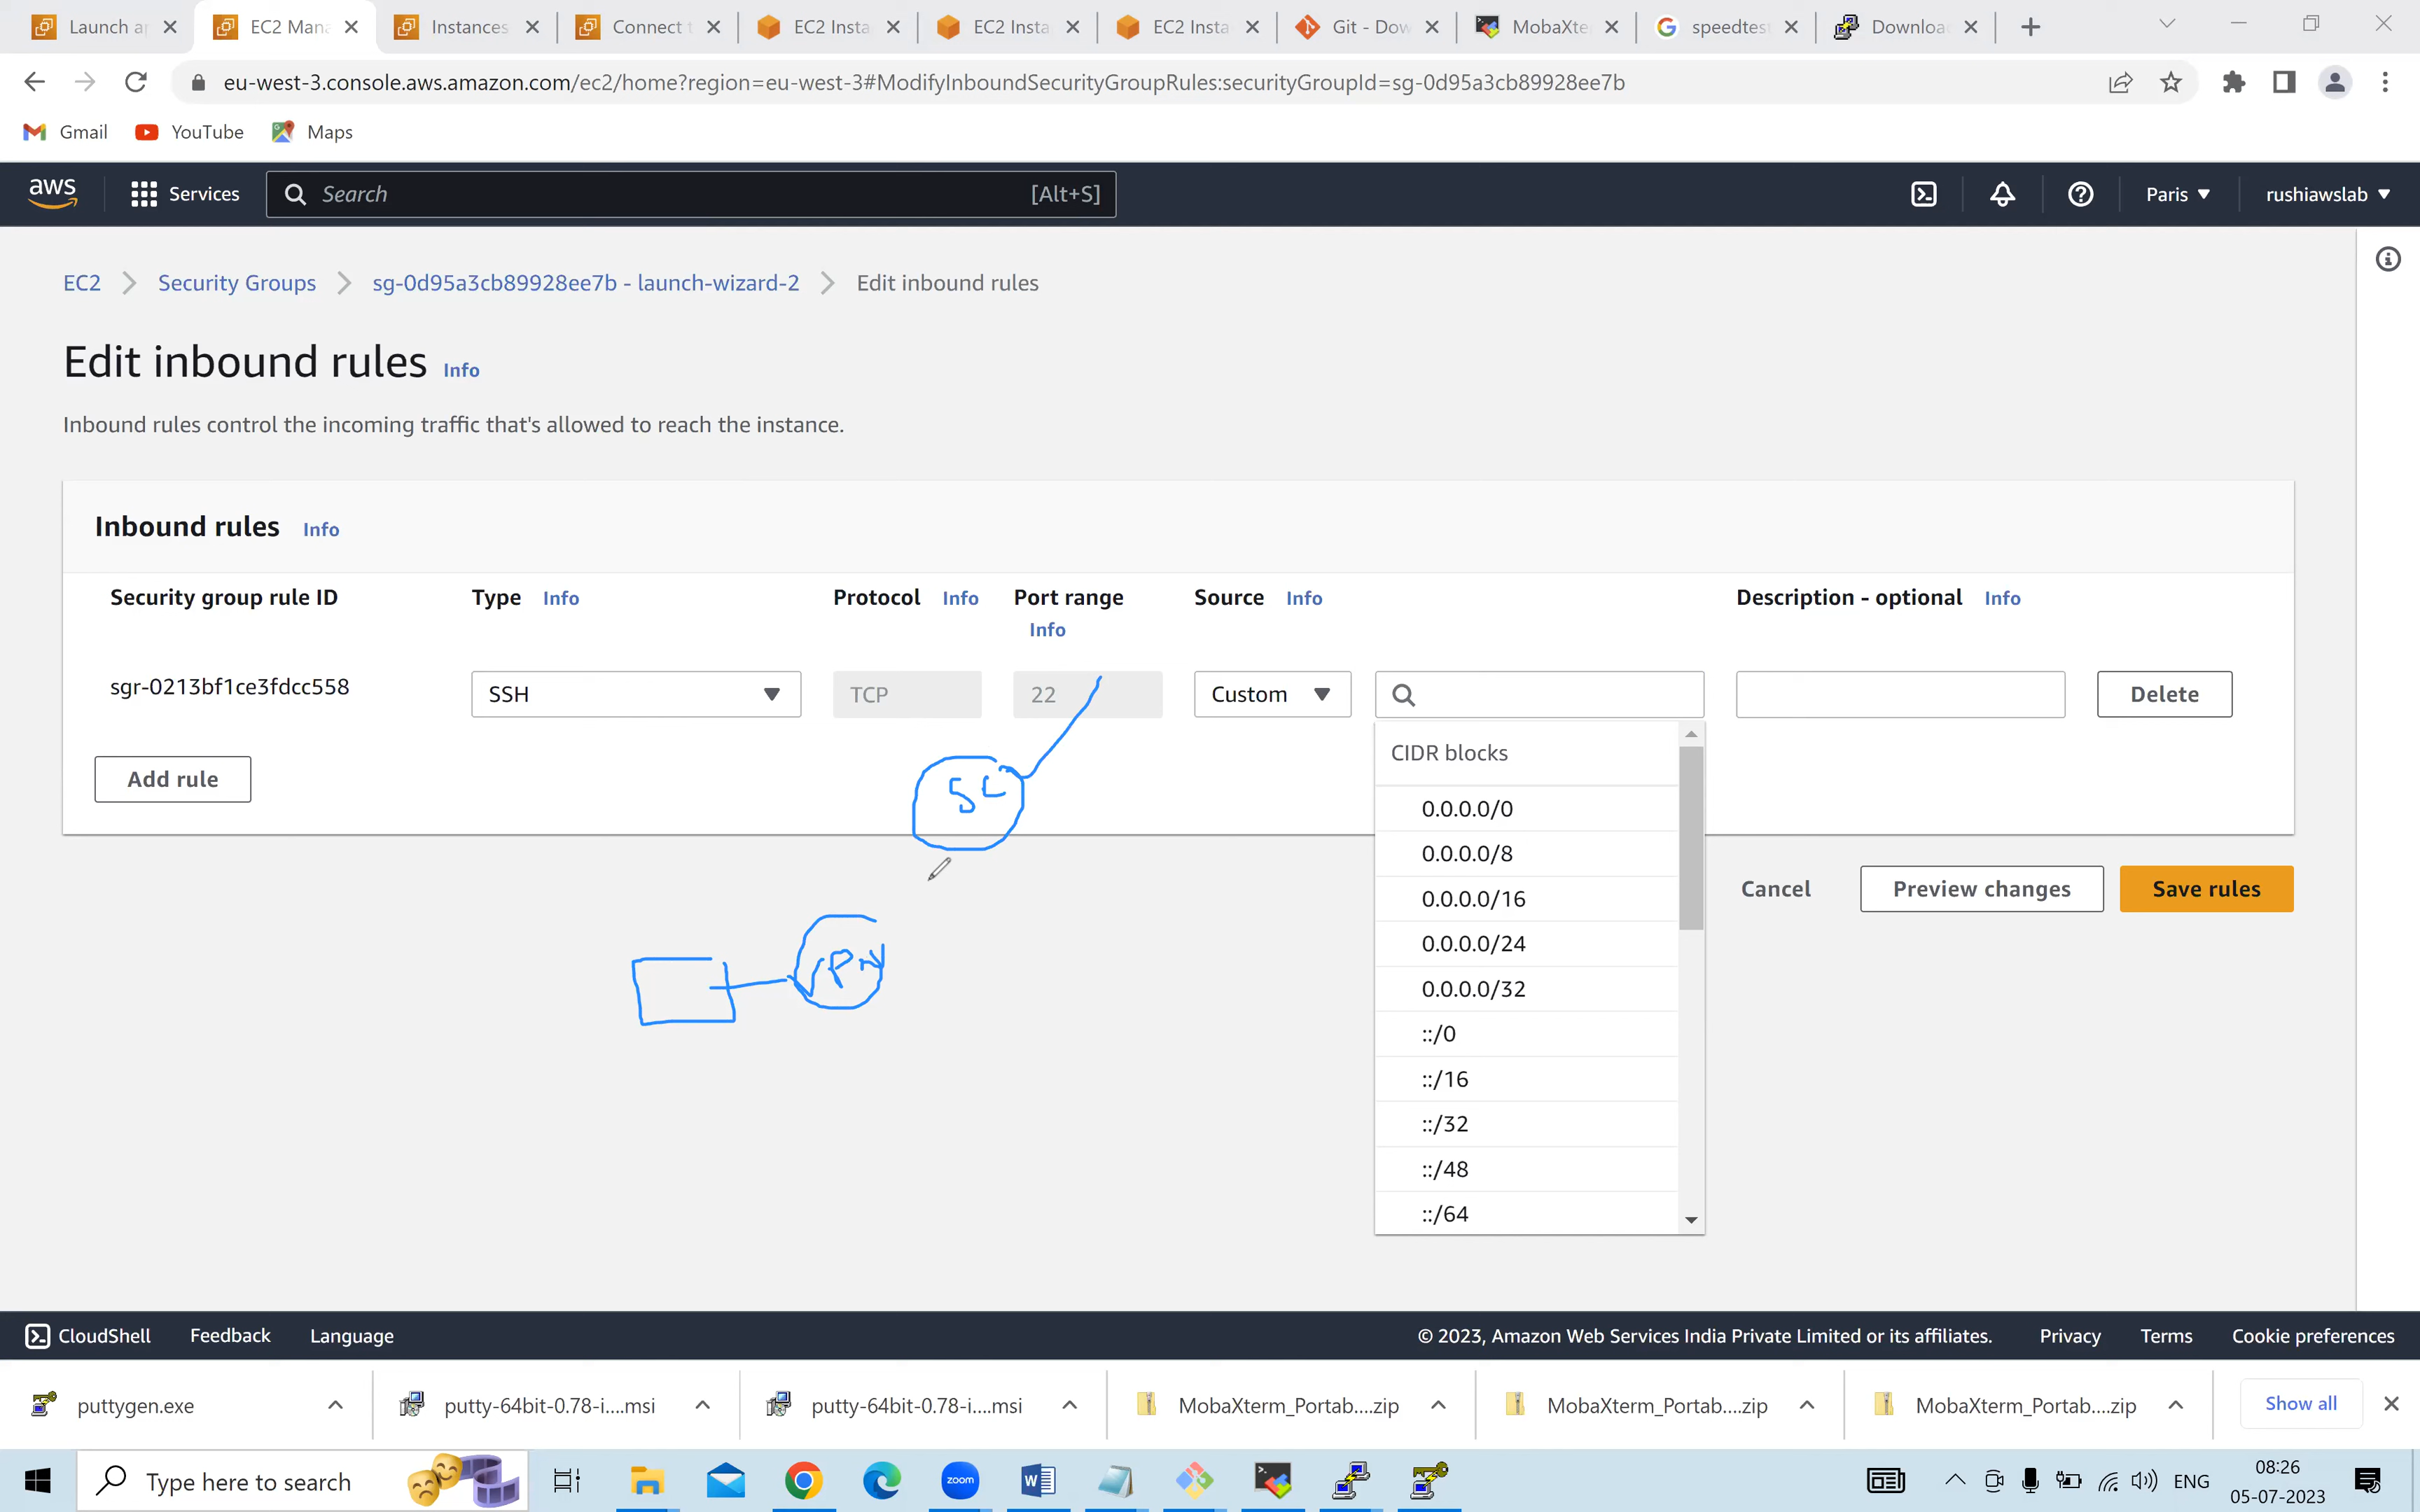 Launch a
EC2 Mana
Instances
Connect t
EC2 Insta
EC2 Insta
EC2 Insta
Git - Dow
MobaXte
speedtest
Downloa
eu-west-3.console.aws.amazon.com/ec2/home?region=eu-west-3#ModifyInboundSecurityGroupRules:securityGroupId=sg-0d95a3cb89928ee7b
Gmail
YouTube
Maps
aws
Services
Search
[Alt+S]
Paris
rushiawslab
EC2
Security Groups
sg-0d95a3cb89928ee7b - launch-wizard-2
Edit inbound rules
Edit inbound rules Info
Inbound rules control the incoming traffic that's allowed to reach the instance.
Inbound rules Info
Security group rule ID
Type Info
Protocol Info
Port range
Info
Source Info
Description - optional Info
sgr-0213bf1ce3fdcc558
SSH
TCP
22
Custom
Delete
CIDR blocks
0.0.0.0/0
0.0.0.0/8
0.0.0.0/16
0.0.0.0/24
0.0.0.0/32
::/0
::/16
::/32
::/48
::/64
Add rule
Cancel
Preview changes
Save rules
CloudShell
Feedback
Language
© 2023, Amazon Web Services India Private Limited or its affiliates.
Privacy
Terms
Cookie preferences
puttygen.exe
putty-64bit-0.78-i....msi
putty-64bit-0.78-i....msi
MobaXterm_Portab....zip
MobaXterm_Portab....zip
MobaXterm_Portab....zip
Show all
Type here to search
zoom
ENG
08:26
05-07-2023